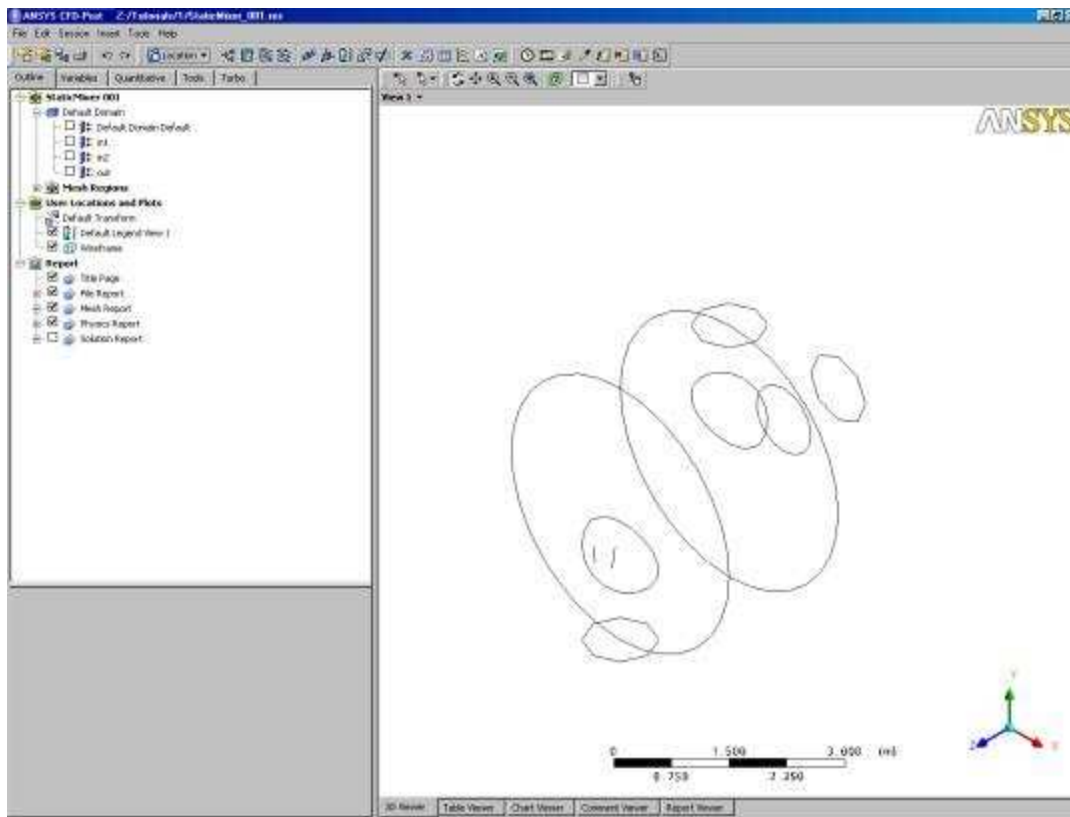 ANSYS CFD-Post Z:/Tutorials/1/StaticMixer_001.res
File Edit Session Insert Tools Help
Location
Outline Variables Quantitative Tools Turbo
View 1
StaticMixer 001
Default Domain
Default Domain Default
in1
in2
out
Mesh Regions
User Locations and Plots
Default Transform
Default Legend View 1
Wireframe
Report
Title Page
File Report
Mesh Report
Physics Report
Solution Report
ANSYS
Y
Z
X
0 1.500 3.000 (m)
0.750 2.250
3D Viewer Table Viewer Chart Viewer Comment Viewer Report Viewer